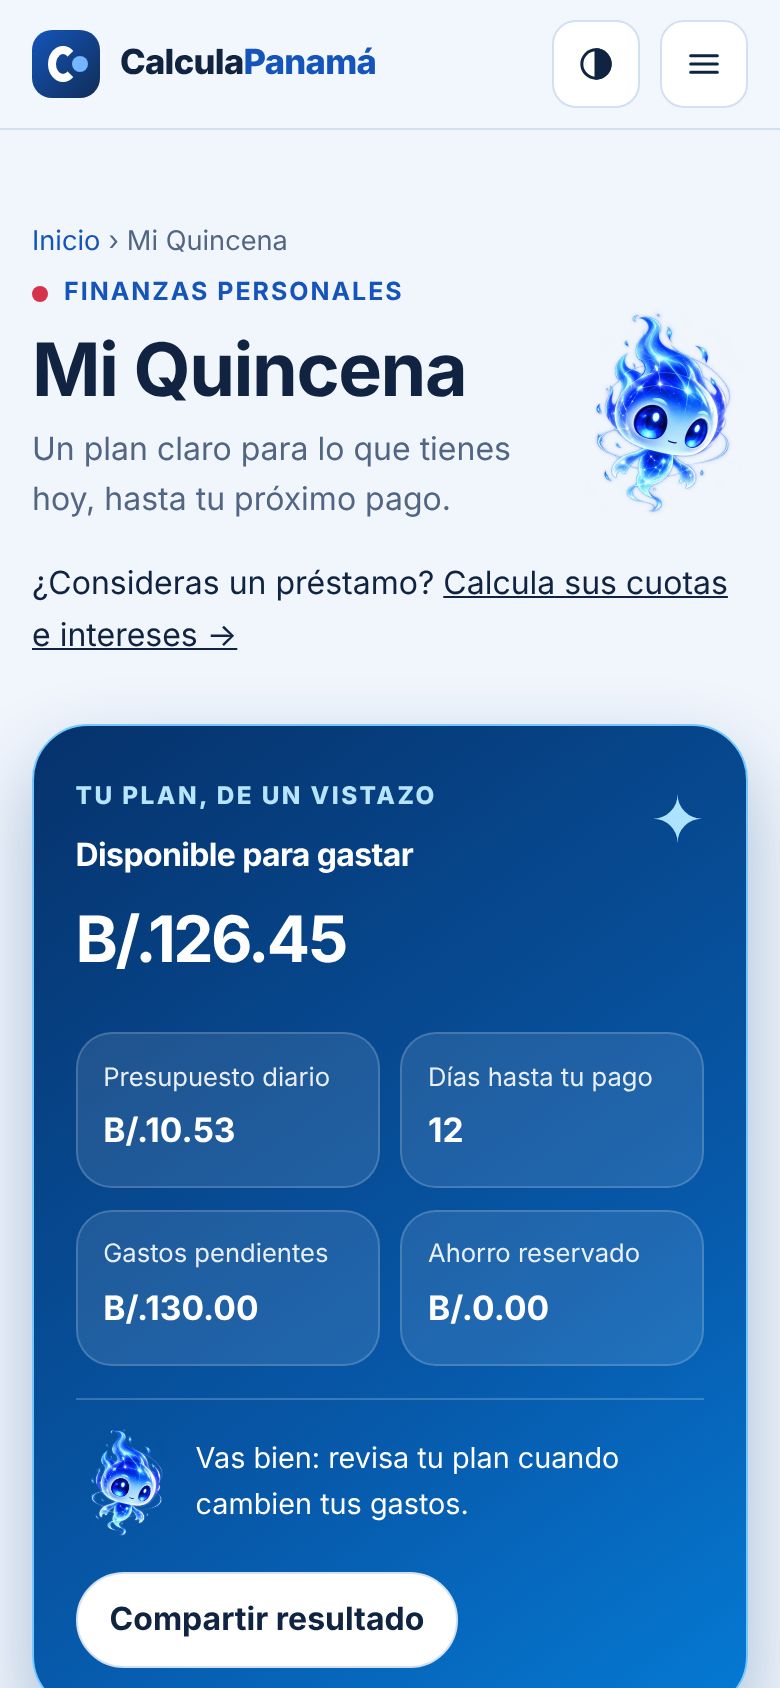 CalculaPanamá
Inicio › Mi Quincena
FINANZAS PERSONALES
Mi Quincena
Un plan claro para lo que tienes
hoy, hasta tu próximo pago.
¿Consideras un préstamo? Calcula sus cuotas
e intereses →
TU PLAN, DE UN VISTAZO
Disponible para gastar
B/.126.45
Presupuesto diario
B/.10.53
Días hasta tu pago
12
Gastos pendientes
B/.130.00
Ahorro reservado
B/.0.00
Vas bien: revisa tu plan cuando
cambien tus gastos.
Compartir resultado